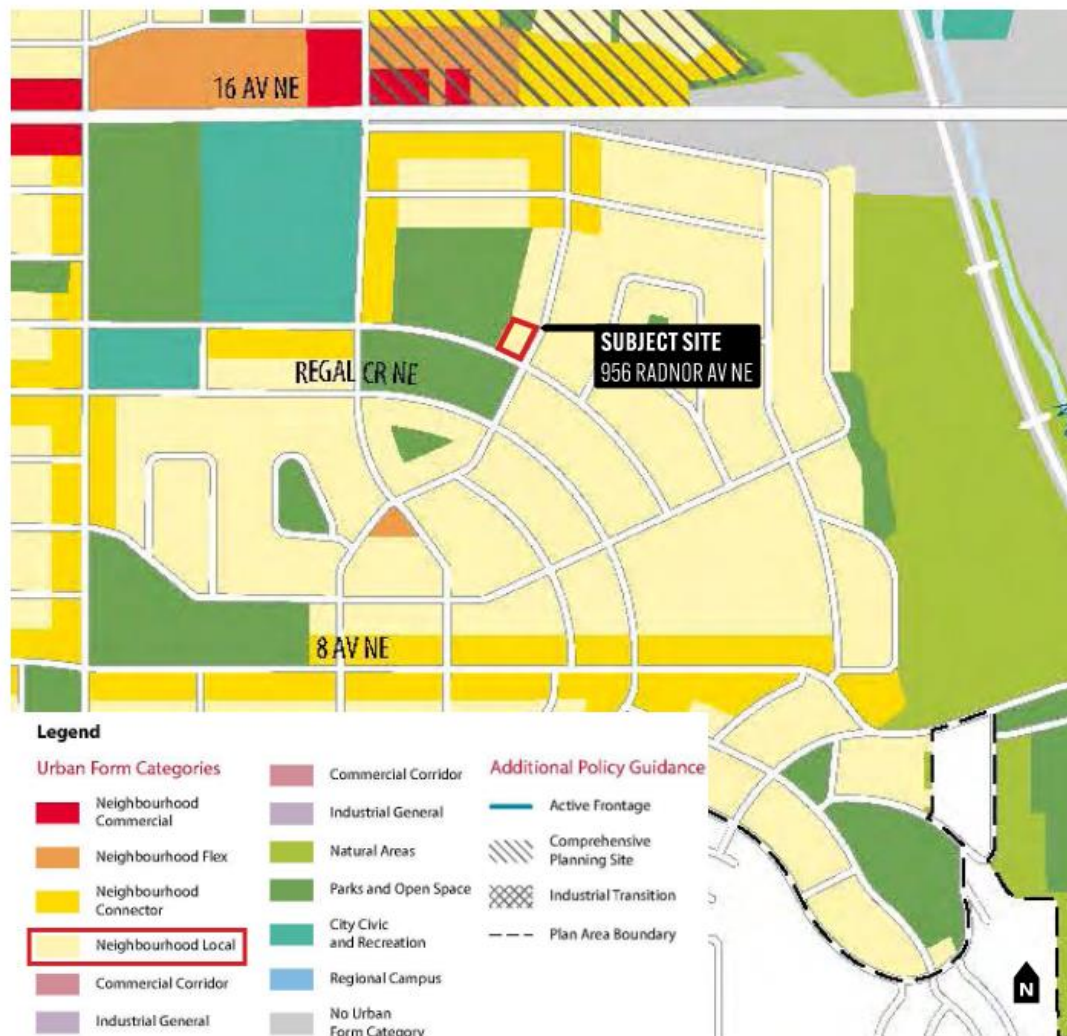 16 AV NE
SUBJECT SITE
956 RADNOR AV NE
REGAL CR NE
8 AV NE
Legend
Urban Form Categories
Neighbourhood
Commercial
Neighbourhood Flex
Neighbourhood
Connector
Neighbourhood Local
Commercial Corridor
Industrial General
Commercial Corridor
Industrial General
Natural Areas
Parks and Open Space
City Civic
and Recreation
Regional Campus
No Urban
Form Category
Additional Policy Guidance
Active Frontage
Comprehensive
Planning Site
Industrial Transition
Plan Area Boundary
N